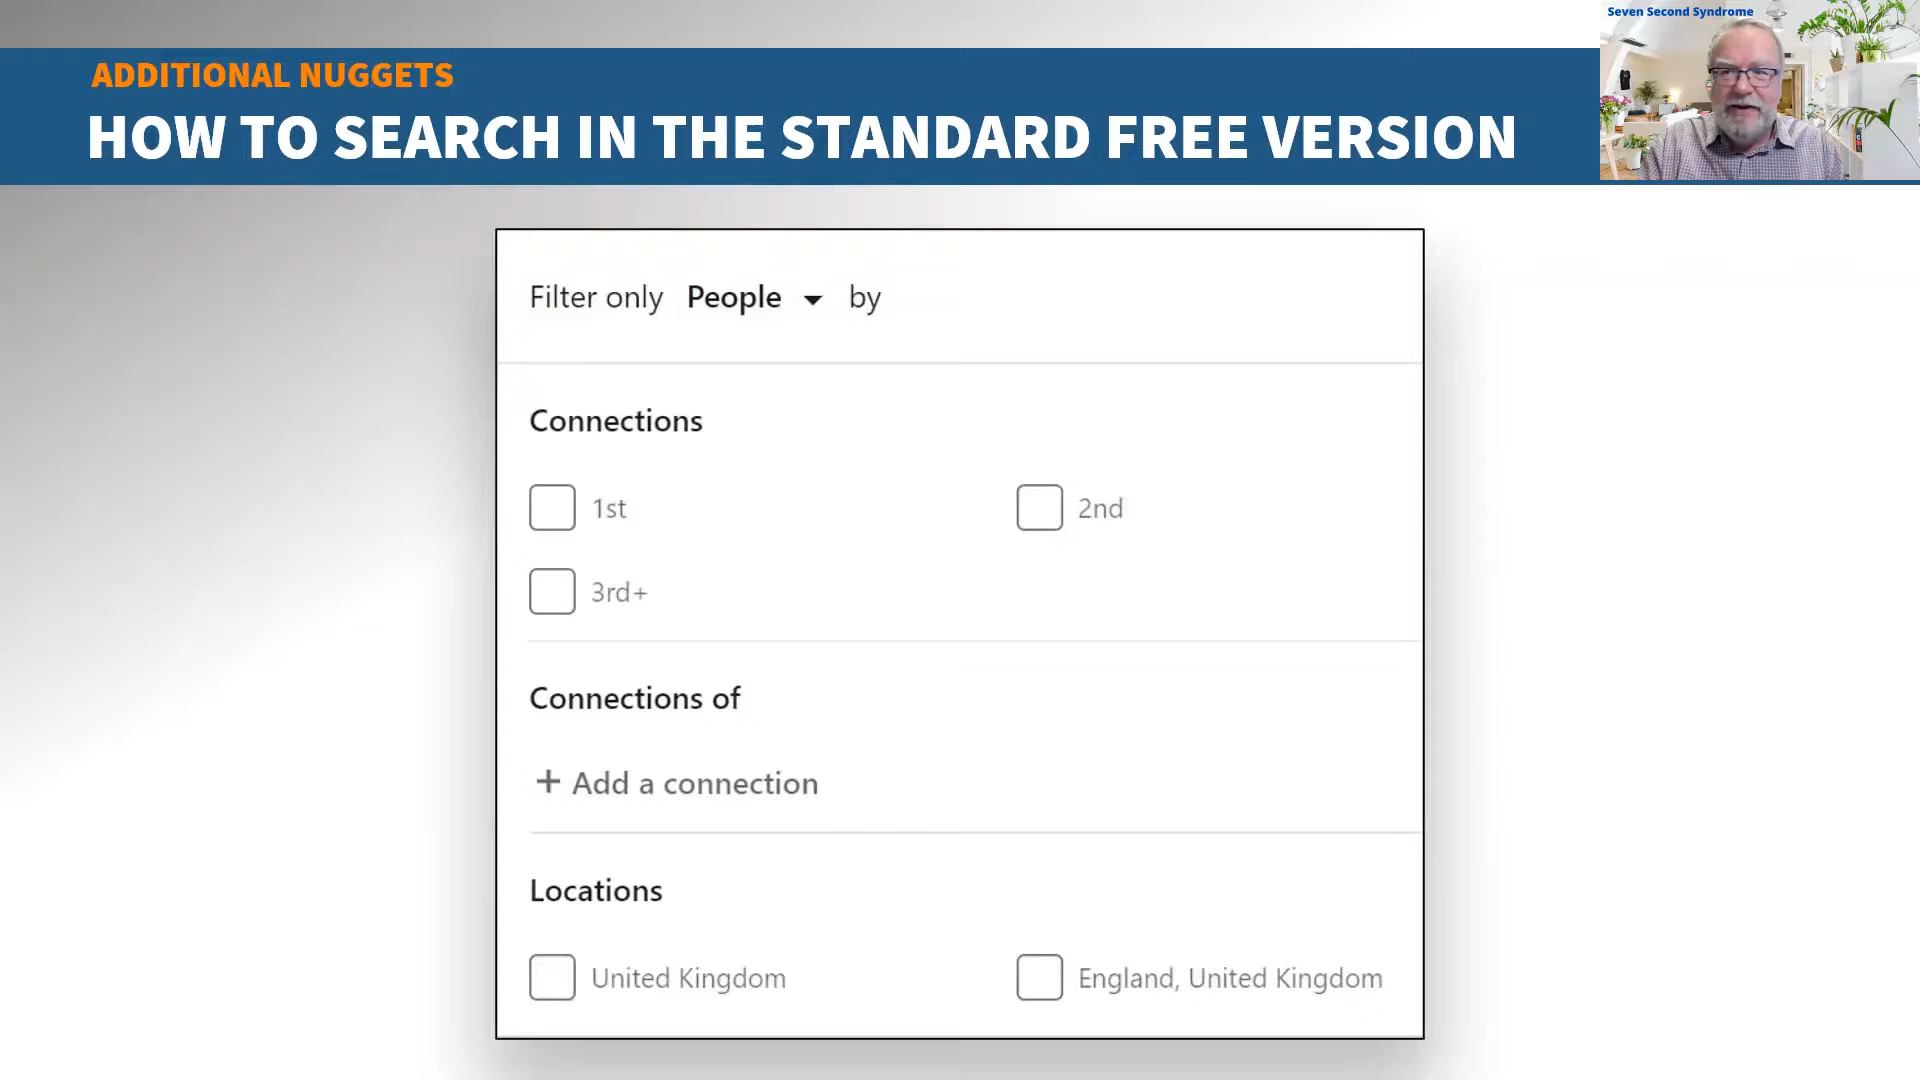 Seven Second Syndrome
ADDITIONAL NUGGETS
HOW TO SEARCH IN THE STANDARD FREE VERSION
Filter only People by
Connections
1st 2nd
3rd+
Connections of
+ Add a connection
Locations
United Kingdom England, United Kingdom